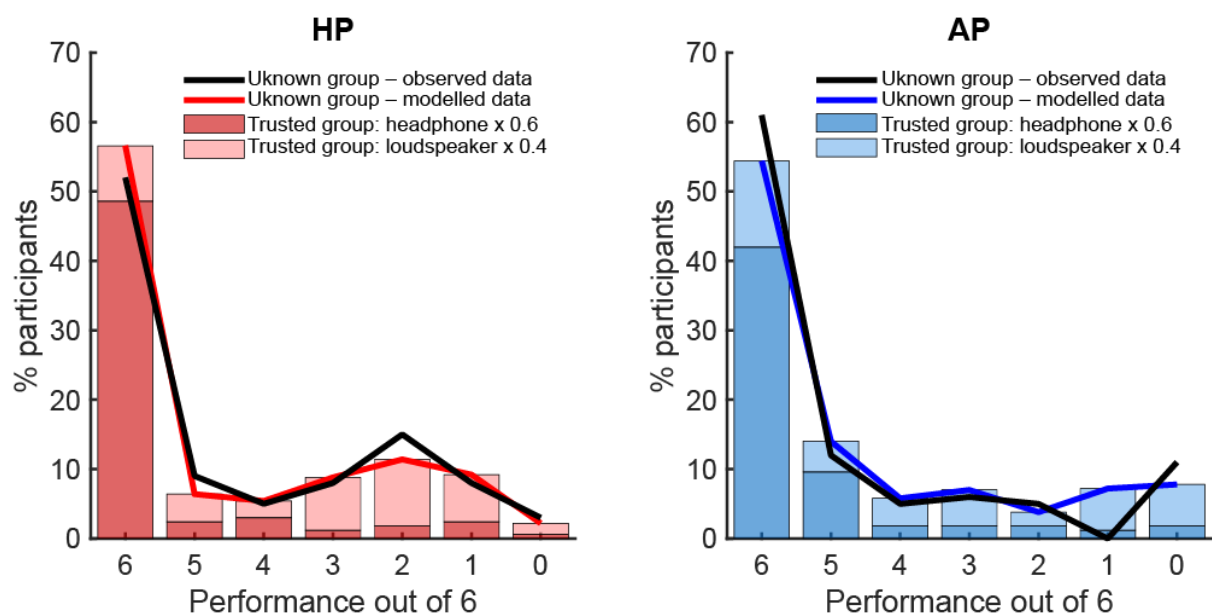 HP
70
60
50
40
30
20
10
0
% participants
Uknown group – observed data
Uknown group – modelled data
Trusted group: headphone x 0.6
Trusted group: loudspeaker x 0.4
6 5 4 3 2 1 0
Performance out of 6
AP
70
60
50
40
30
20
10
0
% participants
Uknown group – observed data
Uknown group – modelled data
Trusted group: headphone x 0.6
Trusted group: loudspeaker x 0.4
6 5 4 3 2 1 0
Performance out of 6